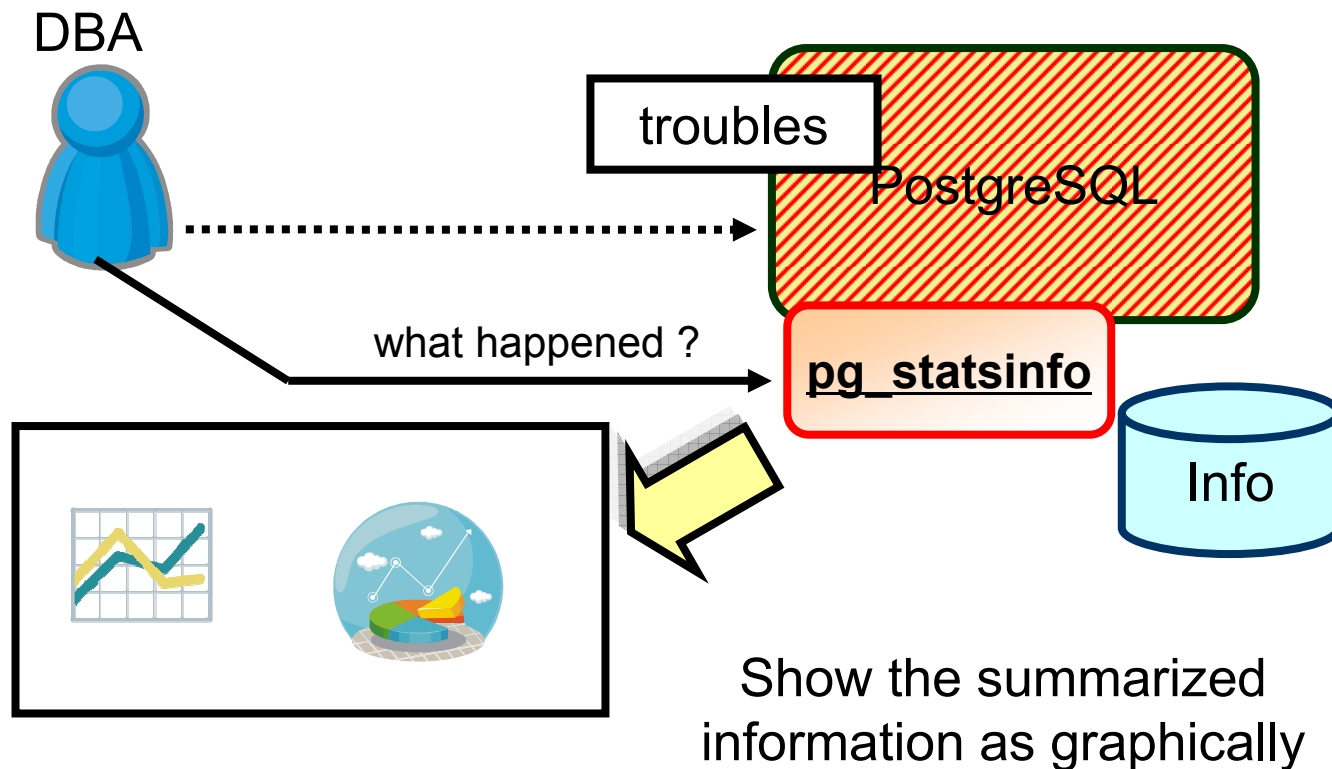 DBA
troubles
PostgreSQL
what happened ?
pg_statsinfo
Info
Show the summarized
information as graphically